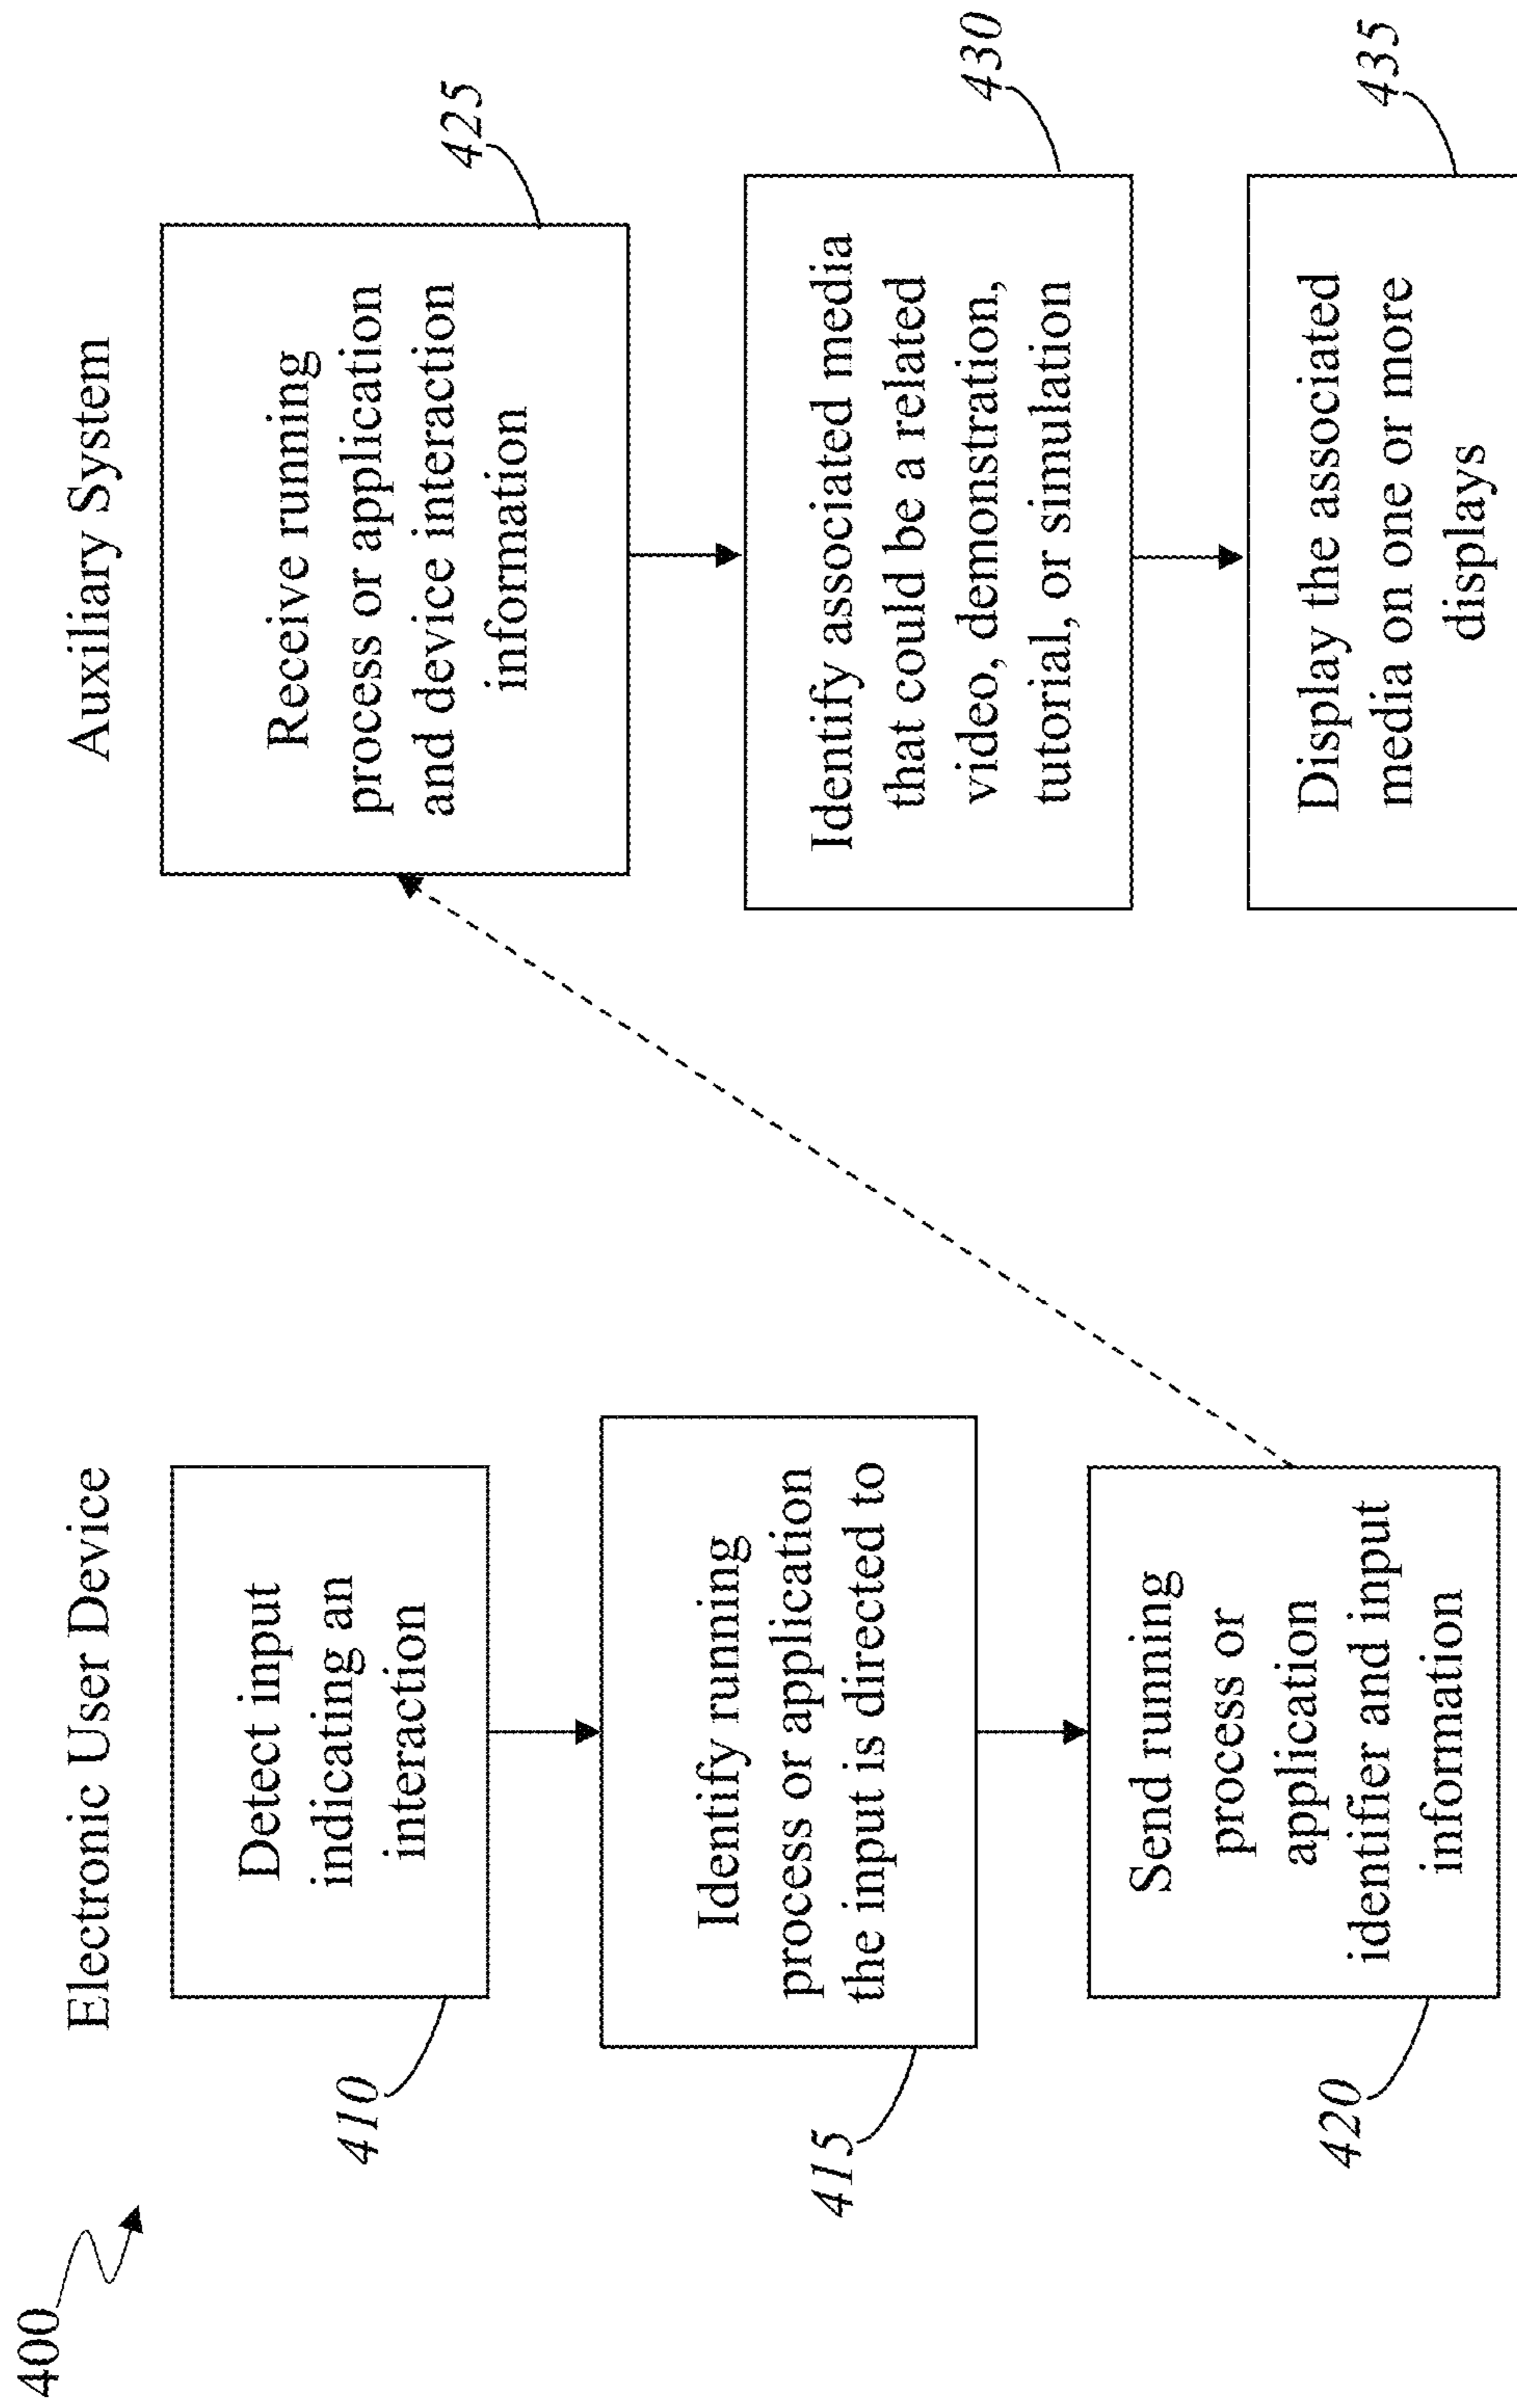 400
Electronic User Device
410
Detect input
indicating an
interaction
415
Identify running
process or application
the input is directed to
420
Send running
process or
application
identifier and input
information
Auxiliary System
425
Receive running
process or application
and device interaction
information
430
Identify associated media
that could be a related
video, demonstration,
tutorial, or simulation
435
Display the associated
media on one or more
displays